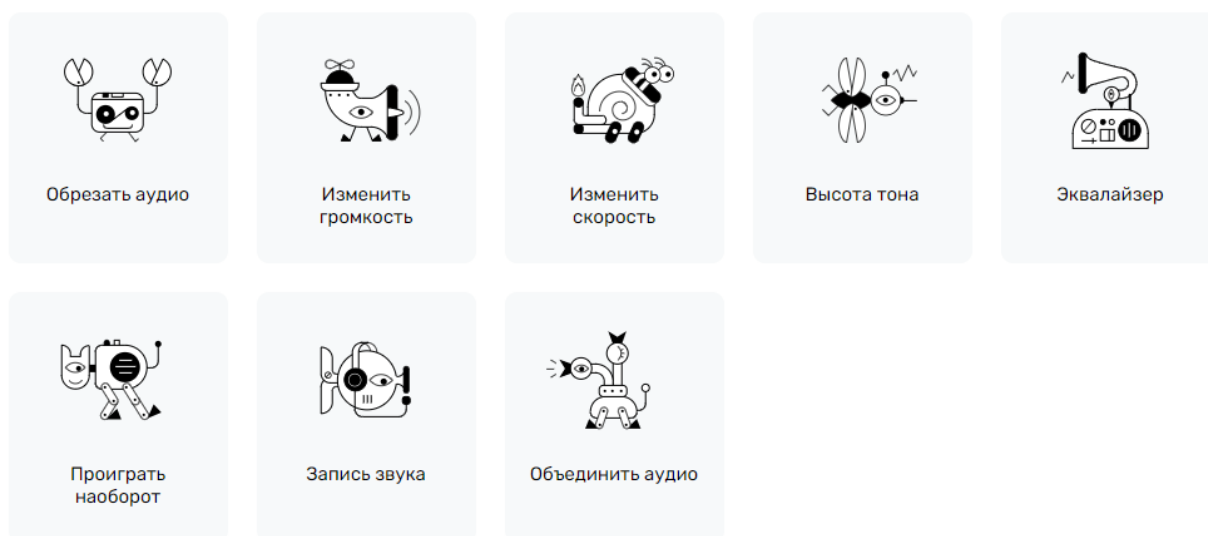 Обрезать аудио
Изменить
громкость
Изменить
скорость
Высота тона
Эквалайзер
Проиграть
наоборот
Запись звука
Объединить аудио